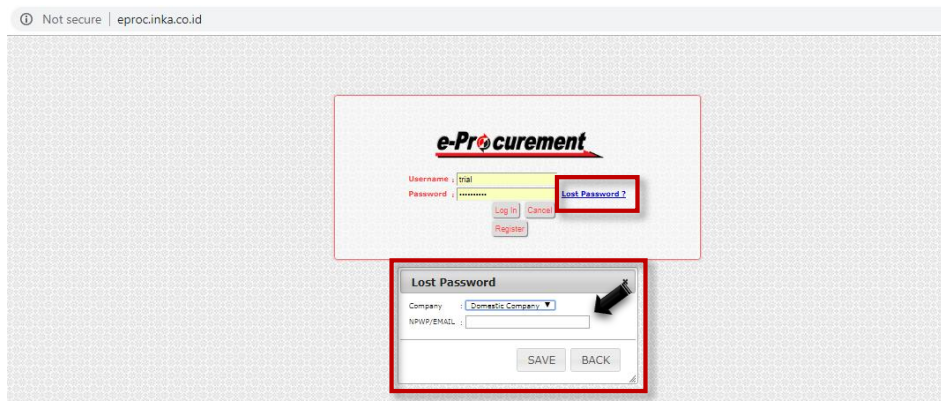 Not secure | eproc.inka.co.id
e-Procurement
Username : trial
Password : •••••••••• Lost Password ?
Log In Cancel
Register
Lost Password x
Company : Domestic Company ▼
NPWP/EMAIL :
SAVE BACK